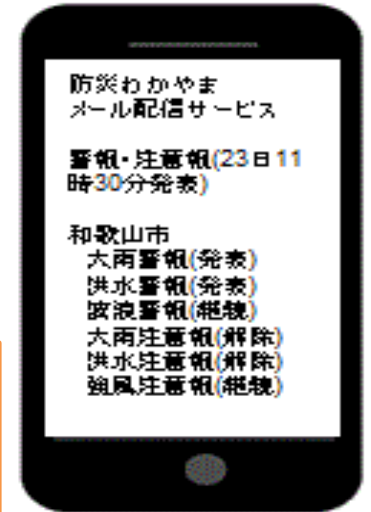 防災わかやま
メール配信サービス
警報・注意報(23日11
時30分発表)
和歌山市
大雨警報(発表)
洪水警報(発表)
波浪警報(継続)
大雨注意報(解除)
洪水注意報(解除)
強風注意報(継続)